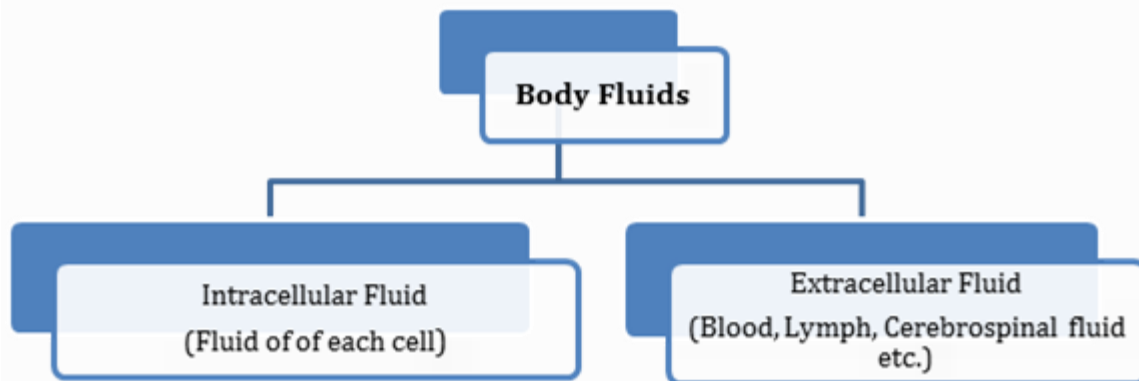 Body Fluids
Intracellular Fluid
(Fluid of of each cell)
Extracellular Fluid
(Blood, Lymph, Cerebrospinal fluid
etc.)